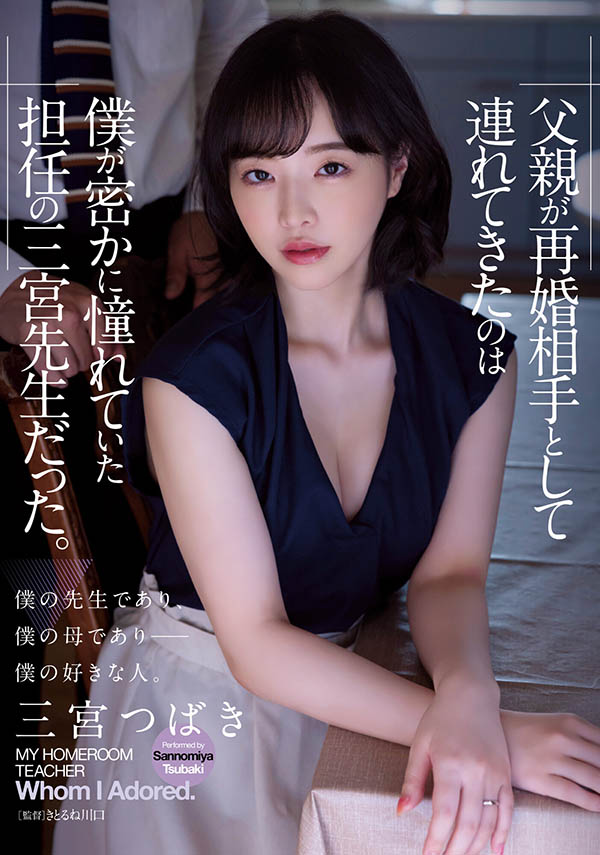 父親が再婚相手として
連れてきたのは
僕が密かに憧れていた
担任の三宮先生だった。
僕の先生であり、
僕の母であり——
僕の好きな人。
三宮つばき
MY HOMEROOM
TEACHER
Whom I Adored.
Performed by
Sannomiya
Tsubaki
[監督]きとるね川口